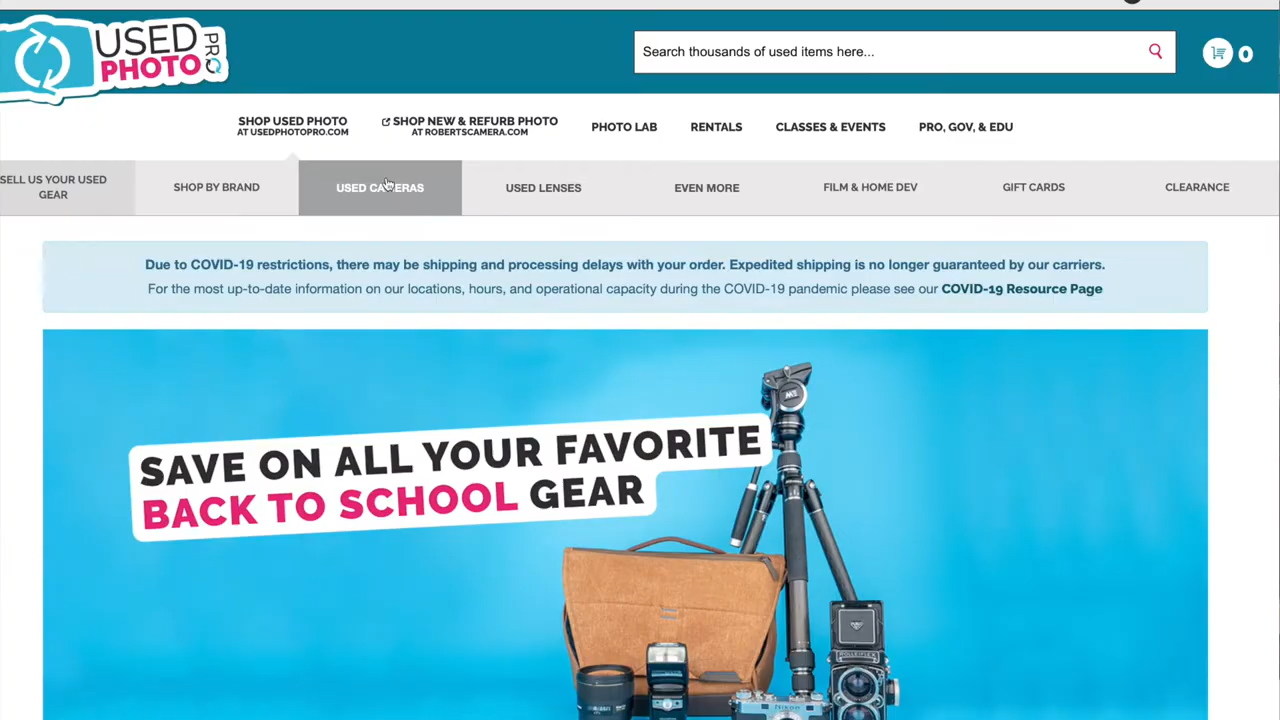 USED
PHOTO
PRO
Search thousands of used items here...
0
SHOP USED PHOTO
AT USEDPHOTOPRO.COM
SHOP NEW & REFURB PHOTO
AT ROBERTSCAMERA.COM
PHOTO LAB
RENTALS
CLASSES & EVENTS
PRO, GOV, & EDU
SELL US YOUR USED
GEAR
SHOP BY BRAND
USED CAMERAS
USED LENSES
EVEN MORE
FILM & HOME DEV
GIFT CARDS
CLEARANCE
Due to COVID-19 restrictions, there may be shipping and processing delays with your order. Expedited shipping is no longer guaranteed by our carriers.
For the most up-to-date information on our locations, hours, and operational capacity during the COVID-19 pandemic please see our COVID-19 Resource Page
SAVE ON ALL YOUR FAVORITE
BACK TO SCHOOL GEAR
ROLLEIFLEX
Nikon